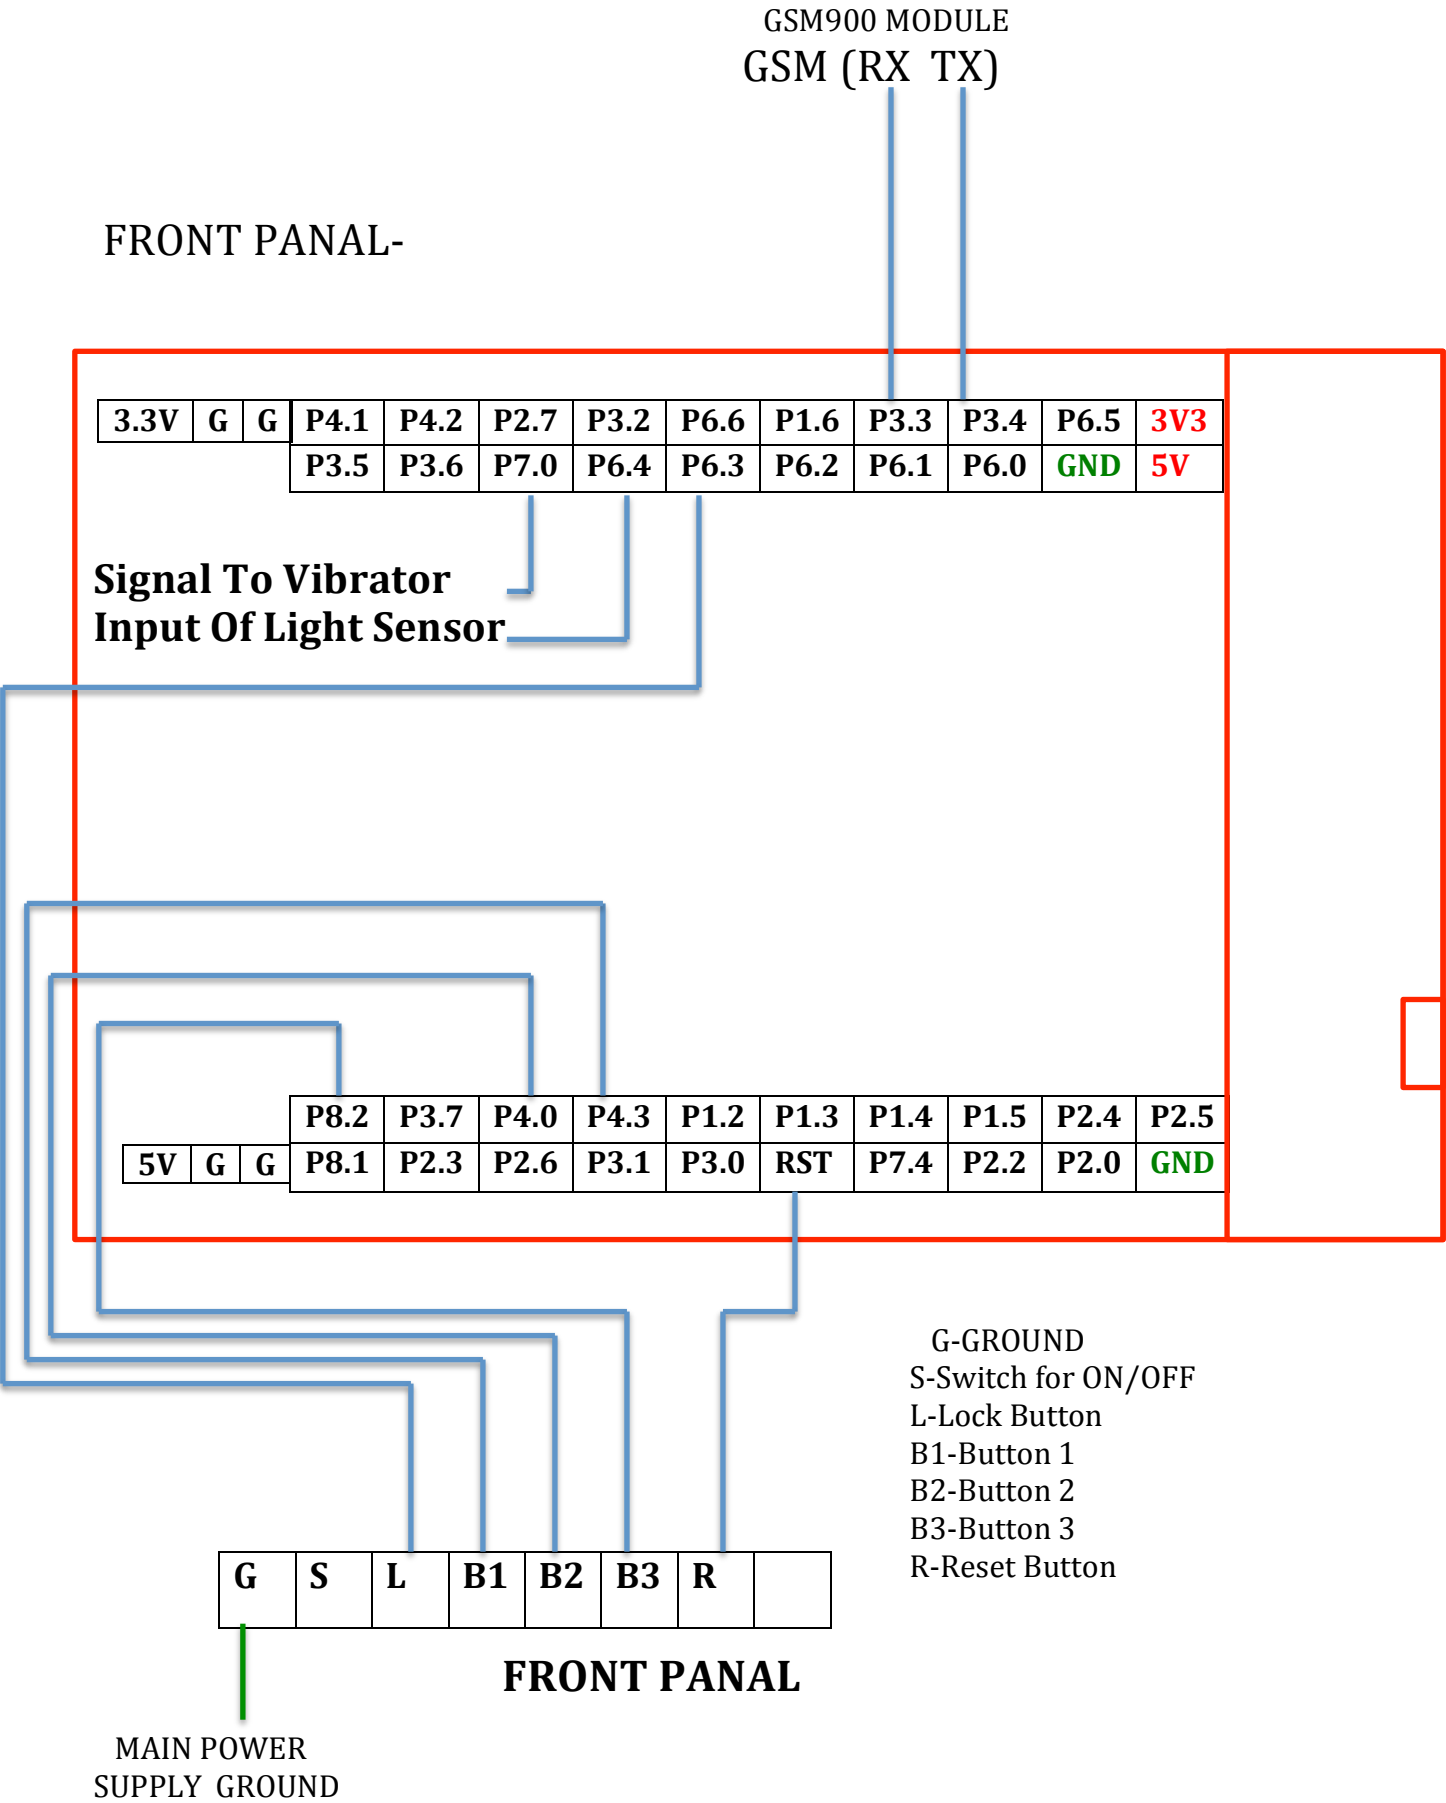 GSM900 MODULE
GSM (RX TX)
FRONT PANAL-
3.3V G G P4.1 P4.2 P2.7 P3.2 P6.6 P1.6 P3.3 P3.4 P6.5 3V3
P3.5 P3.6 P7.0 P6.4 P6.3 P6.2 P6.1 P6.0 GND 5V
Signal To Vibrator
Input Of Light Sensor
P8.2 P3.7 P4.0 P4.3 P1.2 P1.3 P1.4 P1.5 P2.4 P2.5
5V G G P8.1 P2.3 P2.6 P3.1 P3.0 RST P7.4 P2.2 P2.0 GND
G-GROUND
S-Switch for ON/OFF
L-Lock Button
B1-Button 1
B2-Button 2
B3-Button 3
R-Reset Button
G S L B1 B2 B3 R
FRONT PANAL
MAIN POWER
SUPPLY GROUND